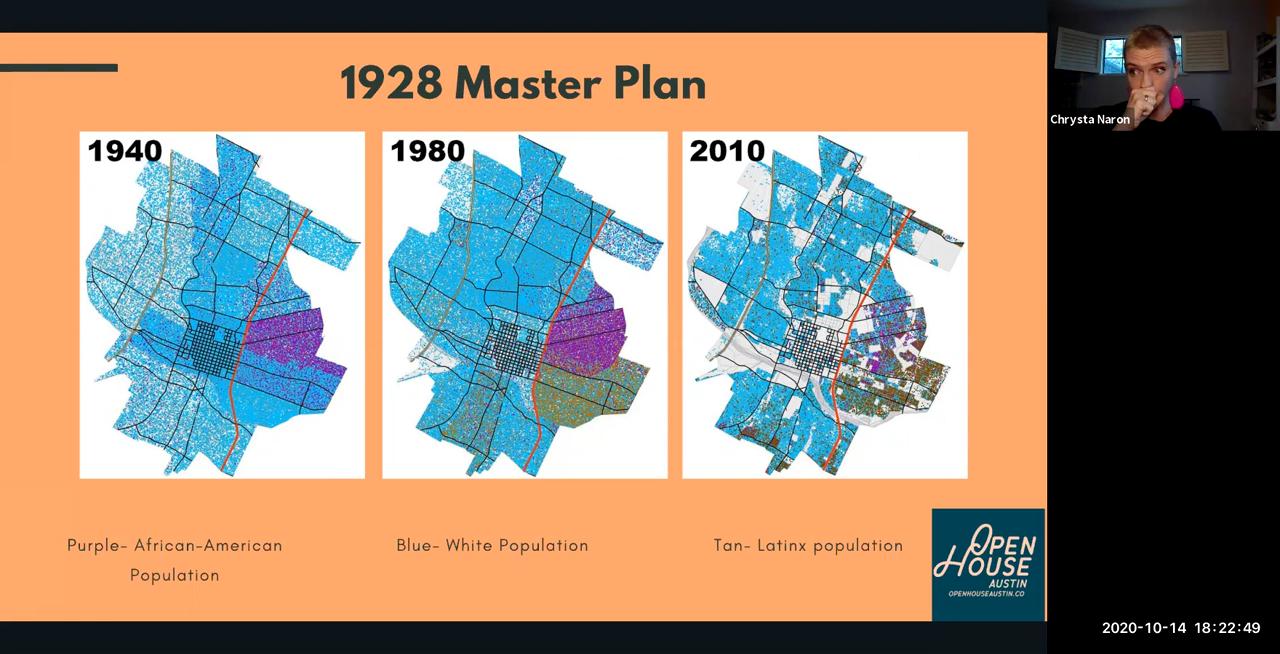 1928 Master Plan
1940
1980
2010
Purple- African-American
Population
Blue- White Population
Tan- Latinx population
OPEN
HOUSE
AUSTIN
OPENHOUSEAUSTIN.CO
Chrysta Naron
2020-10-14 18:22:49